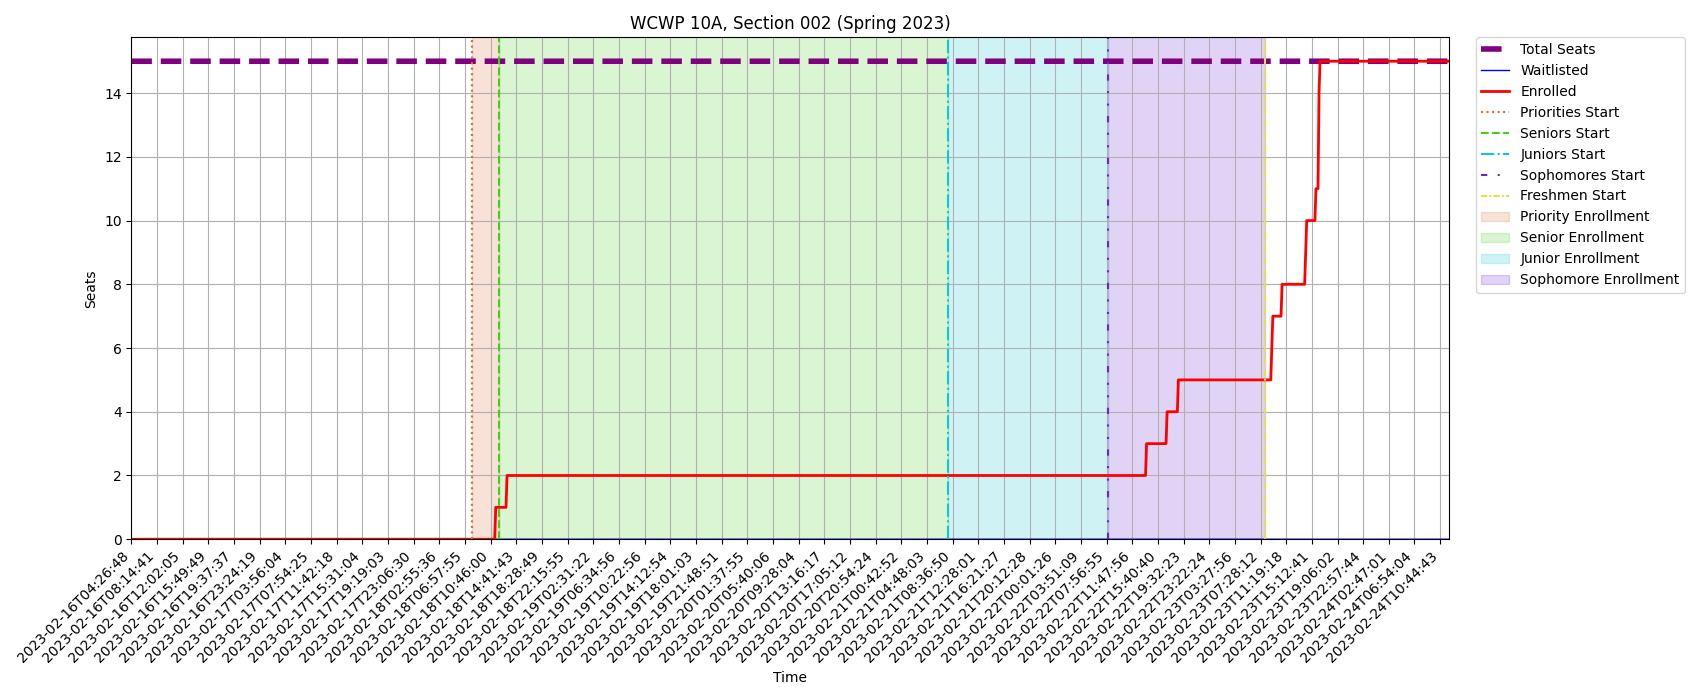 WCWP 10A, Section 002 (Spring 2023)
Total Seats
Waitlisted
Enrolled
Priorities Start
Seniors Start
Juniors Start
Sophomores Start
Freshmen Start
Priority Enrollment
Senior Enrollment
Junior Enrollment
Sophomore Enrollment
Seats
14
12
10
8
6
4
2
0
2023-02-16T04:26:48
2023-02-16T08:14:41
2023-02-16T12:02:05
2023-02-16T15:49:49
2023-02-16T19:37:37
2023-02-16T23:24:19
2023-02-17T03:56:04
2023-02-17T07:54:25
2023-02-17T11:42:18
2023-02-17T15:31:04
2023-02-17T19:19:03
2023-02-17T23:06:30
2023-02-18T02:55:36
2023-02-18T06:57:55
2023-02-18T10:46:00
2023-02-18T14:41:43
2023-02-18T18:28:49
2023-02-18T22:15:55
2023-02-19T02:31:22
2023-02-19T06:34:56
2023-02-19T10:22:56
2023-02-19T14:12:54
2023-02-19T18:01:03
2023-02-19T21:48:51
2023-02-20T01:37:55
2023-02-20T05:40:06
2023-02-20T09:28:04
2023-02-20T13:16:17
2023-02-20T17:05:12
2023-02-20T20:54:24
2023-02-21T00:42:52
2023-02-21T04:48:03
2023-02-21T08:36:50
2023-02-21T12:28:01
2023-02-21T16:21:27
2023-02-21T20:12:28
2023-02-22T00:01:26
2023-02-22T03:51:09
2023-02-22T07:56:55
2023-02-22T11:47:56
2023-02-22T15:40:40
2023-02-22T19:32:23
2023-02-22T23:22:24
2023-02-23T03:27:56
2023-02-23T07:28:12
2023-02-23T11:19:18
2023-02-23T15:12:41
2023-02-23T19:06:02
2023-02-23T22:57:44
2023-02-24T02:47:01
2023-02-24T06:54:04
2023-02-24T10:44:43
Time